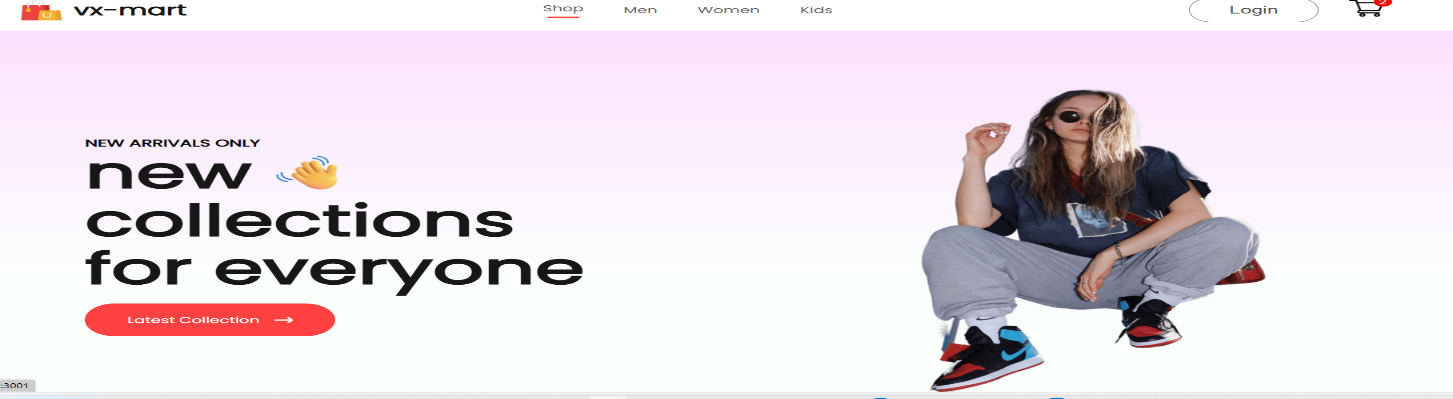 vx-mart
Shop Men Women Kids
Login
NEW ARRIVALS ONLY
new
collections
for everyone
Latest Collection →
:3001